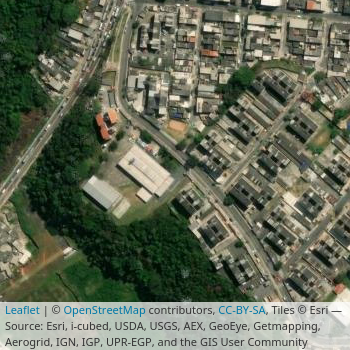 Leaflet | © OpenStreetMap contributors, CC-BY-SA, Tiles © Esri —
Source: Esri, i-cubed, USDA, USGS, AEX, GeoEye, Getmapping,
Aerogrid, IGN, IGP, UPR-EGP, and the GIS User Community